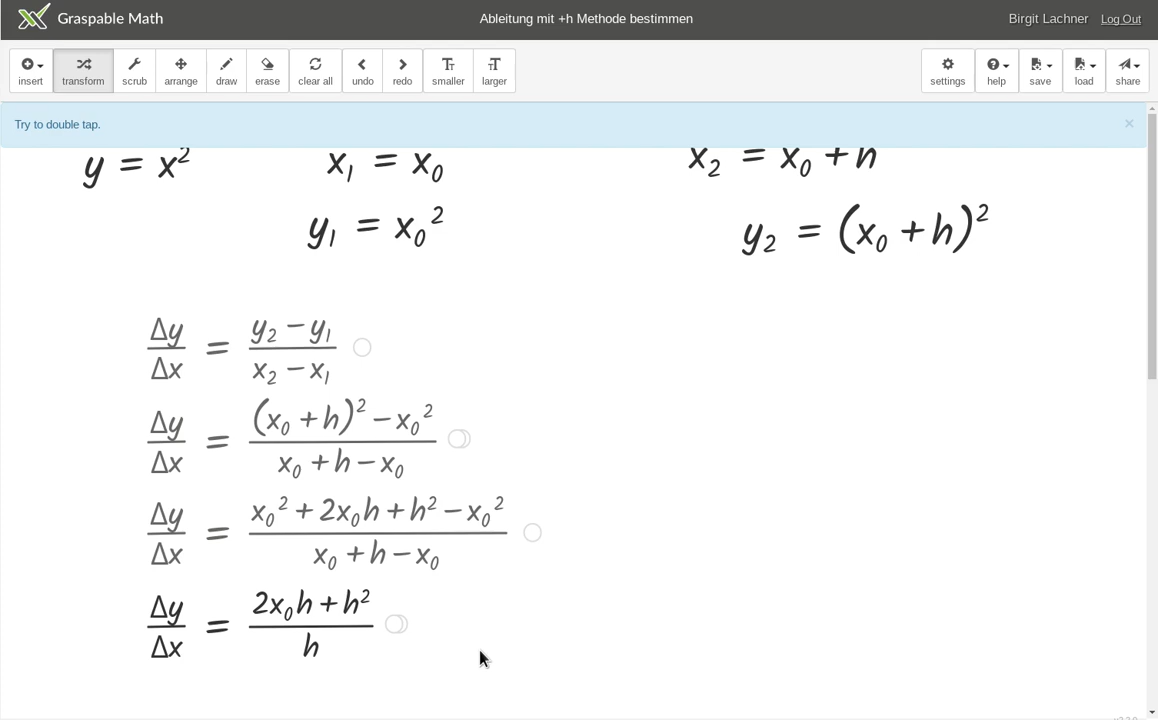 Graspable Math Ableitung mit +h Methode bestimmen Birgit Lachner Log Out
insert transform scrub arrange draw erase clear all undo redo smaller larger settings help save load share
Try to double tap. ×
y = x² x₁ = x₀ x₂ = x₀ + h
y₁ = x₀² y₂ = (x₀ + h)²
Δy/Δx = (y₂ − y₁)/(x₂ − x₁)
Δy/Δx = ((x₀ + h)² − x₀²)/(x₀ + h − x₀)
Δy/Δx = (x₀² + 2x₀h + h² − x₀²)/(x₀ + h − x₀)
Δy/Δx = (2x₀h + h²)/h